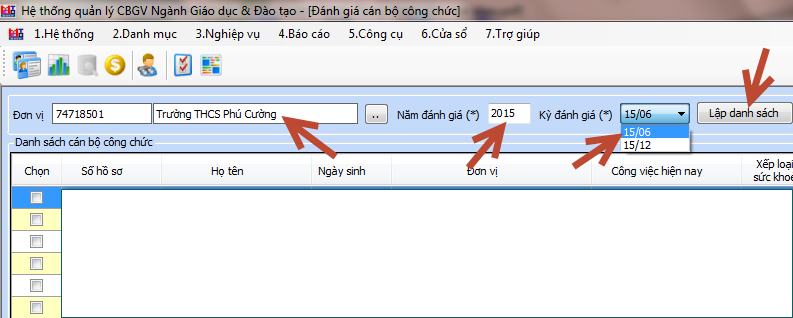 Hệ thống quản lý CBGV Ngành Giáo dục & Đào tạo - [Đánh giá cán bộ công chức]
1.Hệ thống 2.Danh mục 3.Nghiệp vụ 4.Báo cáo 5.Công cụ 6.Cửa sổ 7.Trợ giúp
Đơn vị 74718501 Trường THCS Phú Cường .. Năm đánh giá (*) 2015 Kỳ đánh giá (*) 15/06 Lập danh sách
15/06
15/12
Danh sách cán bộ công chức
Chọn Số hồ sơ Họ tên Ngày sinh Đơn vị Công việc hiện nay Xếp loại
sức khoẻ